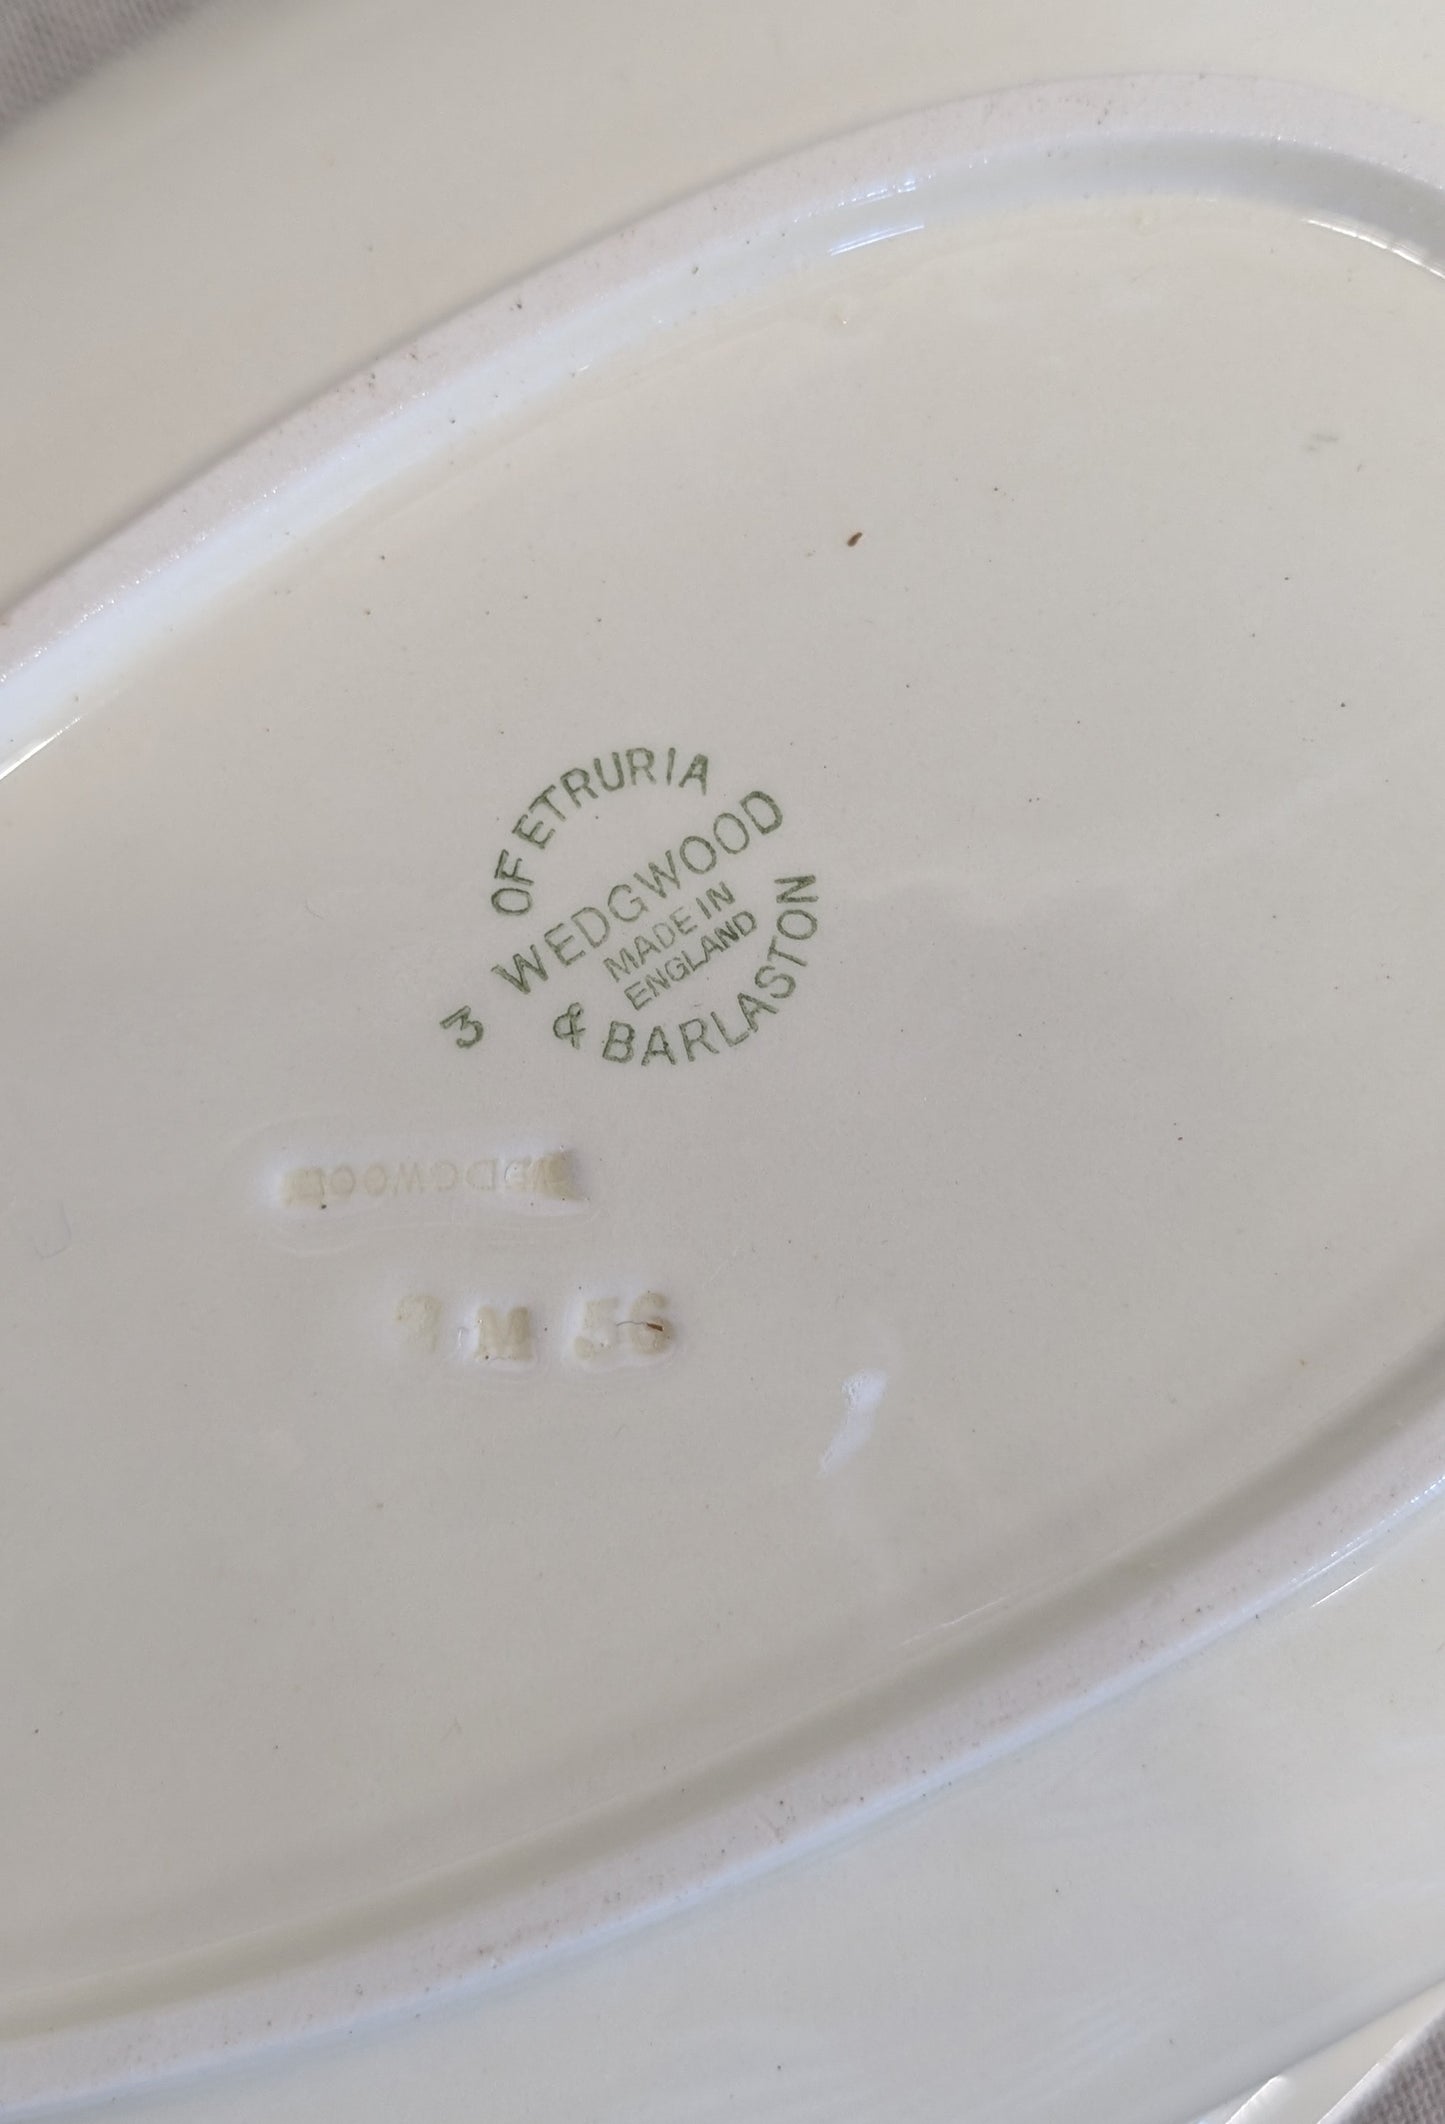 OF ETRURIA
WEDGWOOD
MADE IN
ENGLAND
& BARLASTON
3
WEDGWOOD
M 56